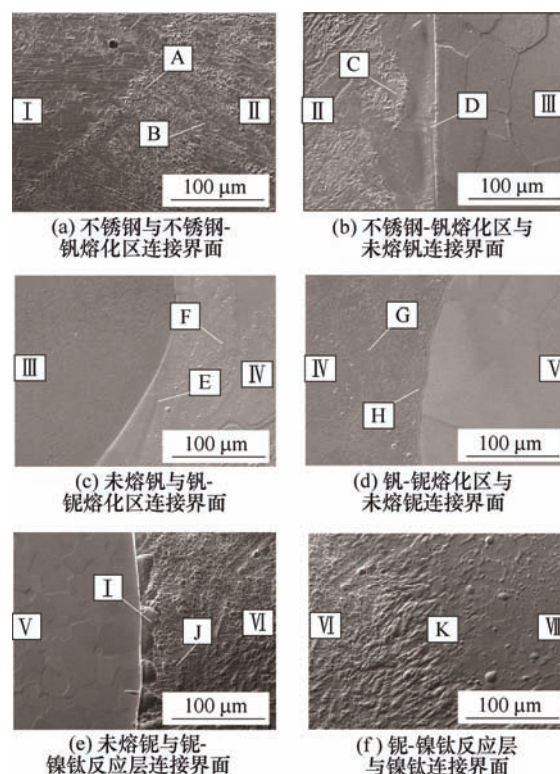 A
Ⅰ
Ⅱ
B
100 μm
(a) 不锈钢与不锈钢-
钒熔化区连接界面
C
Ⅱ
Ⅲ
D
100 μm
(b) 不锈钢-钒熔化区与
未熔钒连接界面
F
Ⅲ
Ⅳ
E
100 μm
(c) 未熔钒与钒-
铌熔化区连接界面
G
Ⅳ
Ⅴ
H
100 μm
(d) 钒-铌熔化区与
未熔铌连接界面
Ⅰ
Ⅴ
Ⅵ
J
100 μm
(e) 未熔铌与铌-
镍钛反应层连接界面
Ⅵ
K
Ⅶ
100 μm
(f) 铌-镍钛反应层
与镍钛连接界面